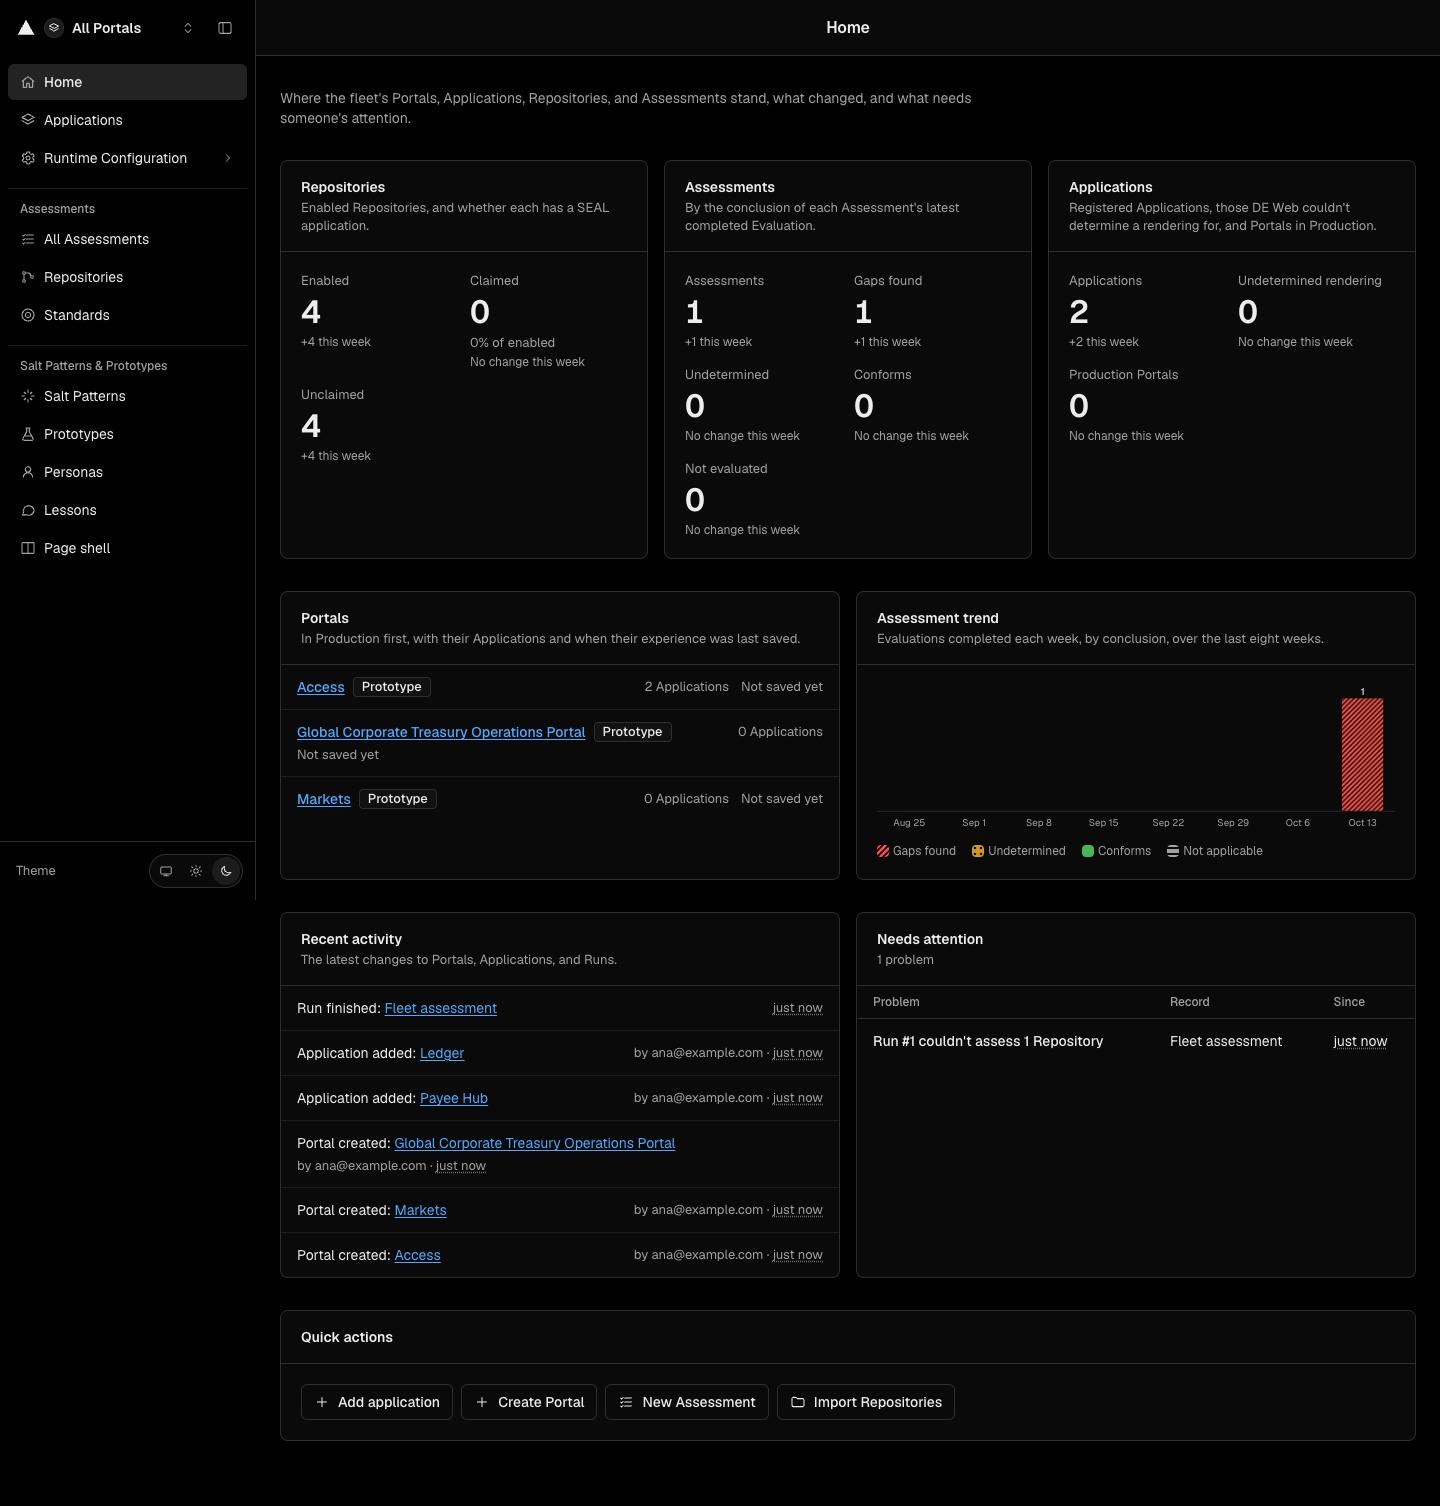 All Portals
Home
Applications
Runtime Configuration
Assessments
All Assessments
Repositories
Standards
Salt Patterns & Prototypes
Salt Patterns
Prototypes
Personas
Lessons
Page shell
Theme
Home
Where the fleet's Portals, Applications, Repositories, and Assessments stand, what changed, and what needs
someone's attention.
Repositories
Enabled Repositories, and whether each has a SEAL
application.
Enabled
4
+4 this week
Claimed
0
0% of enabled
No change this week
Unclaimed
4
+4 this week
Assessments
By the conclusion of each Assessment's latest
completed Evaluation.
Assessments
1
+1 this week
Gaps found
1
+1 this week
Undetermined
0
No change this week
Conforms
0
No change this week
Not evaluated
0
No change this week
Applications
Registered Applications, those DE Web couldn't
determine a rendering for, and Portals in Production.
Applications
2
+2 this week
Undetermined rendering
0
No change this week
Production Portals
0
No change this week
Portals
In Production first, with their Applications and when their experience was last saved.
Access Prototype 2 Applications Not saved yet
Global Corporate Treasury Operations Portal Prototype 0 Applications
Not saved yet
Markets Prototype 0 Applications Not saved yet
Assessment trend
Evaluations completed each week, by conclusion, over the last eight weeks.
1
Aug 25 Sep 1 Sep 8 Sep 15 Sep 22 Sep 29 Oct 6 Oct 13
Gaps found Undetermined Conforms Not applicable
Recent activity
The latest changes to Portals, Applications, and Runs.
Run finished: Fleet assessment just now
Application added: Ledger by ana@example.com · just now
Application added: Payee Hub by ana@example.com · just now
Portal created: Global Corporate Treasury Operations Portal
by ana@example.com · just now
Portal created: Markets by ana@example.com · just now
Portal created: Access by ana@example.com · just now
Needs attention
1 problem
Problem Record Since
Run #1 couldn't assess 1 Repository Fleet assessment just now
Quick actions
Add application Create Portal New Assessment Import Repositories